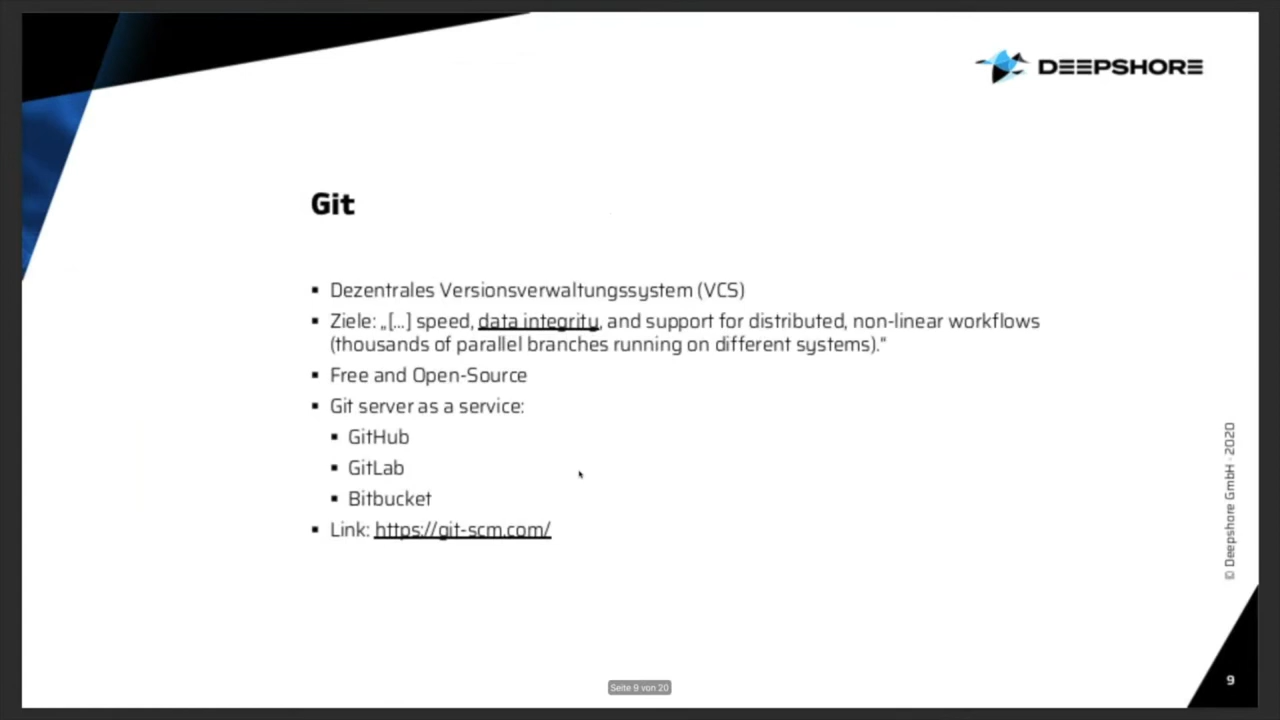 DEEPSHORE
Git
▪ Dezentrales Versionsverwaltungssystem (VCS)
▪ Ziele: „[...] speed, data integrity, and support for distributed, non-linear workflows
(thousands of parallel branches running on different systems).“
▪ Free and Open-Source
▪ Git server as a service:
▪ GitHub
▪ GitLab
▪ Bitbucket
▪ Link: https://git-scm.com/
© Deepshore GmbH · 2020
9
Seite 9 von 20